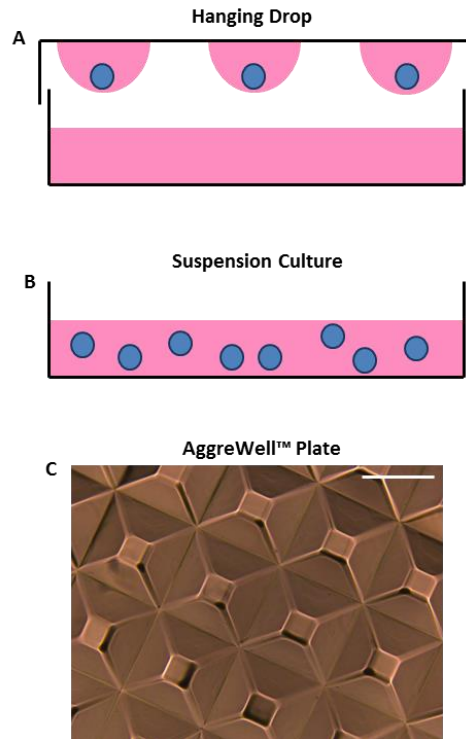 Hanging Drop
A
Suspension Culture
B
AggreWell™ Plate
C